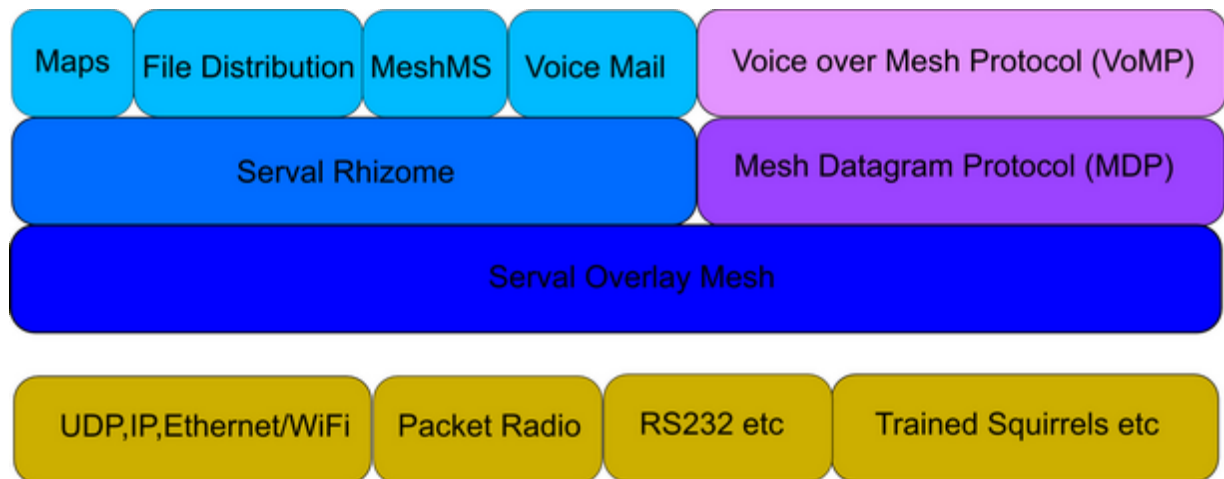 Maps
File Distribution
MeshMS
Voice Mail
Voice over Mesh Protocol (VoMP)
Serval Rhizome
Mesh Datagram Protocol (MDP)
Serval Overlay Mesh
UDP,IP,Ethernet/WiFi
Packet Radio
RS232 etc
Trained Squirrels etc